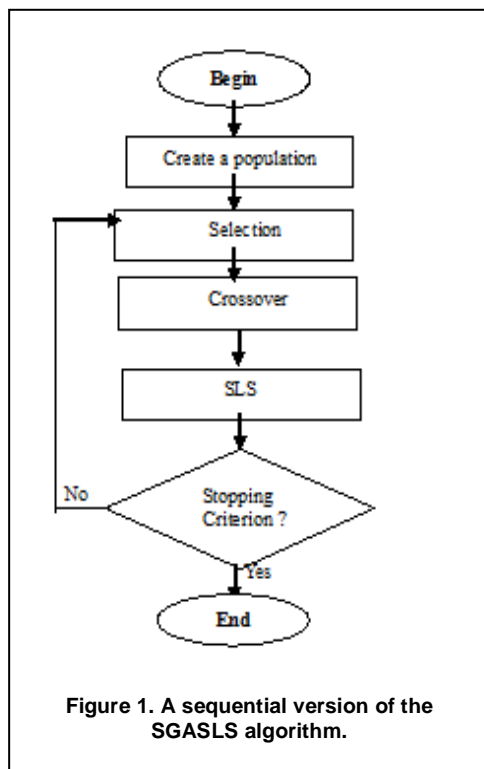 Begin
Create a population
Selection
Crossover
SLS
No
Stopping
Criterion ?
Yes
End
Figure 1. A sequential version of the
SGASLS algorithm.